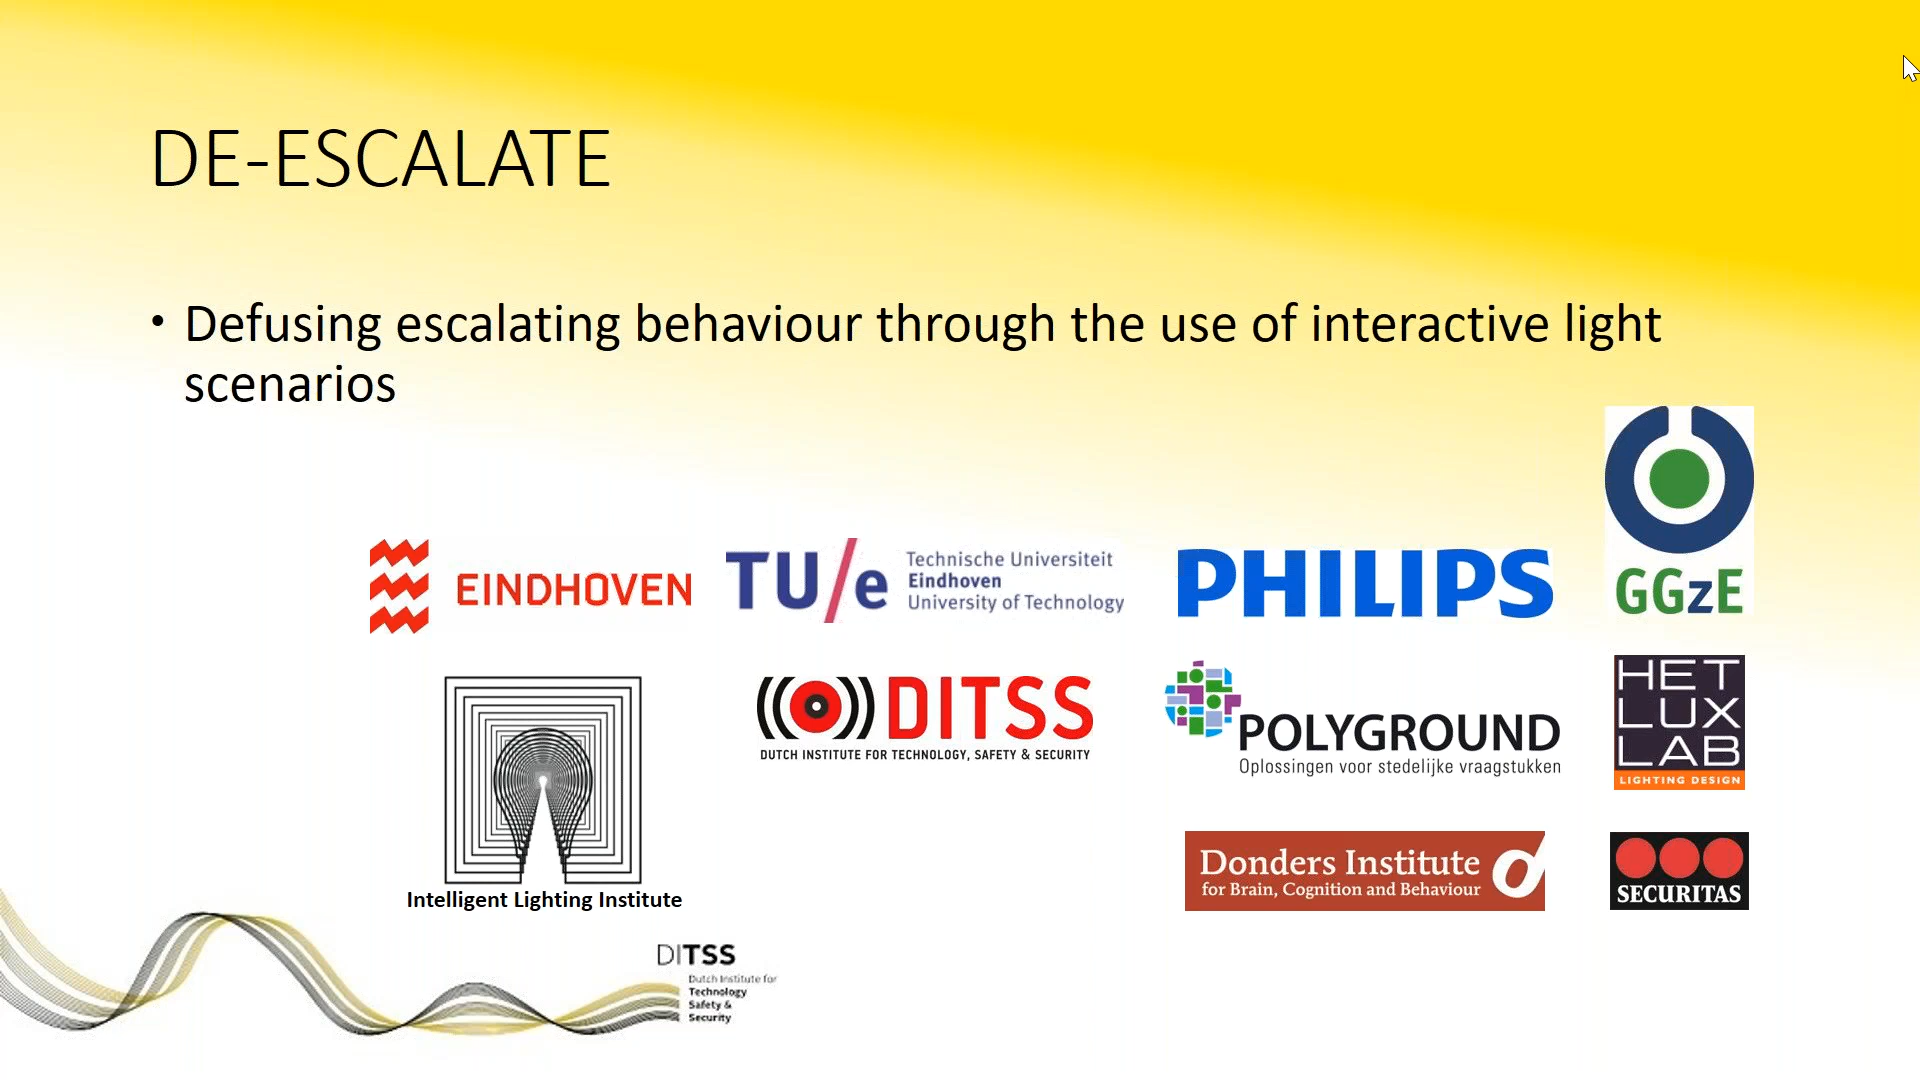 DE-ESCALATE
• Defusing escalating behaviour through the use of interactive light
scenarios
EINDHOVEN
TU/e
Technische Universiteit
Eindhoven
University of Technology
PHILIPS
GGzE
Intelligent Lighting Institute
DITSS
DUTCH INSTITUTE FOR TECHNOLOGY, SAFETY & SECURITY
POLYGROUND
Oplossingen voor stedelijke vraagstukken
HET
LUX
LAB
LIGHTING DESIGN
Donders Institute
for Brain, Cognition and Behaviour
SECURITAS
DITSS
Dutch Institute for
Technology
Safety &
Security